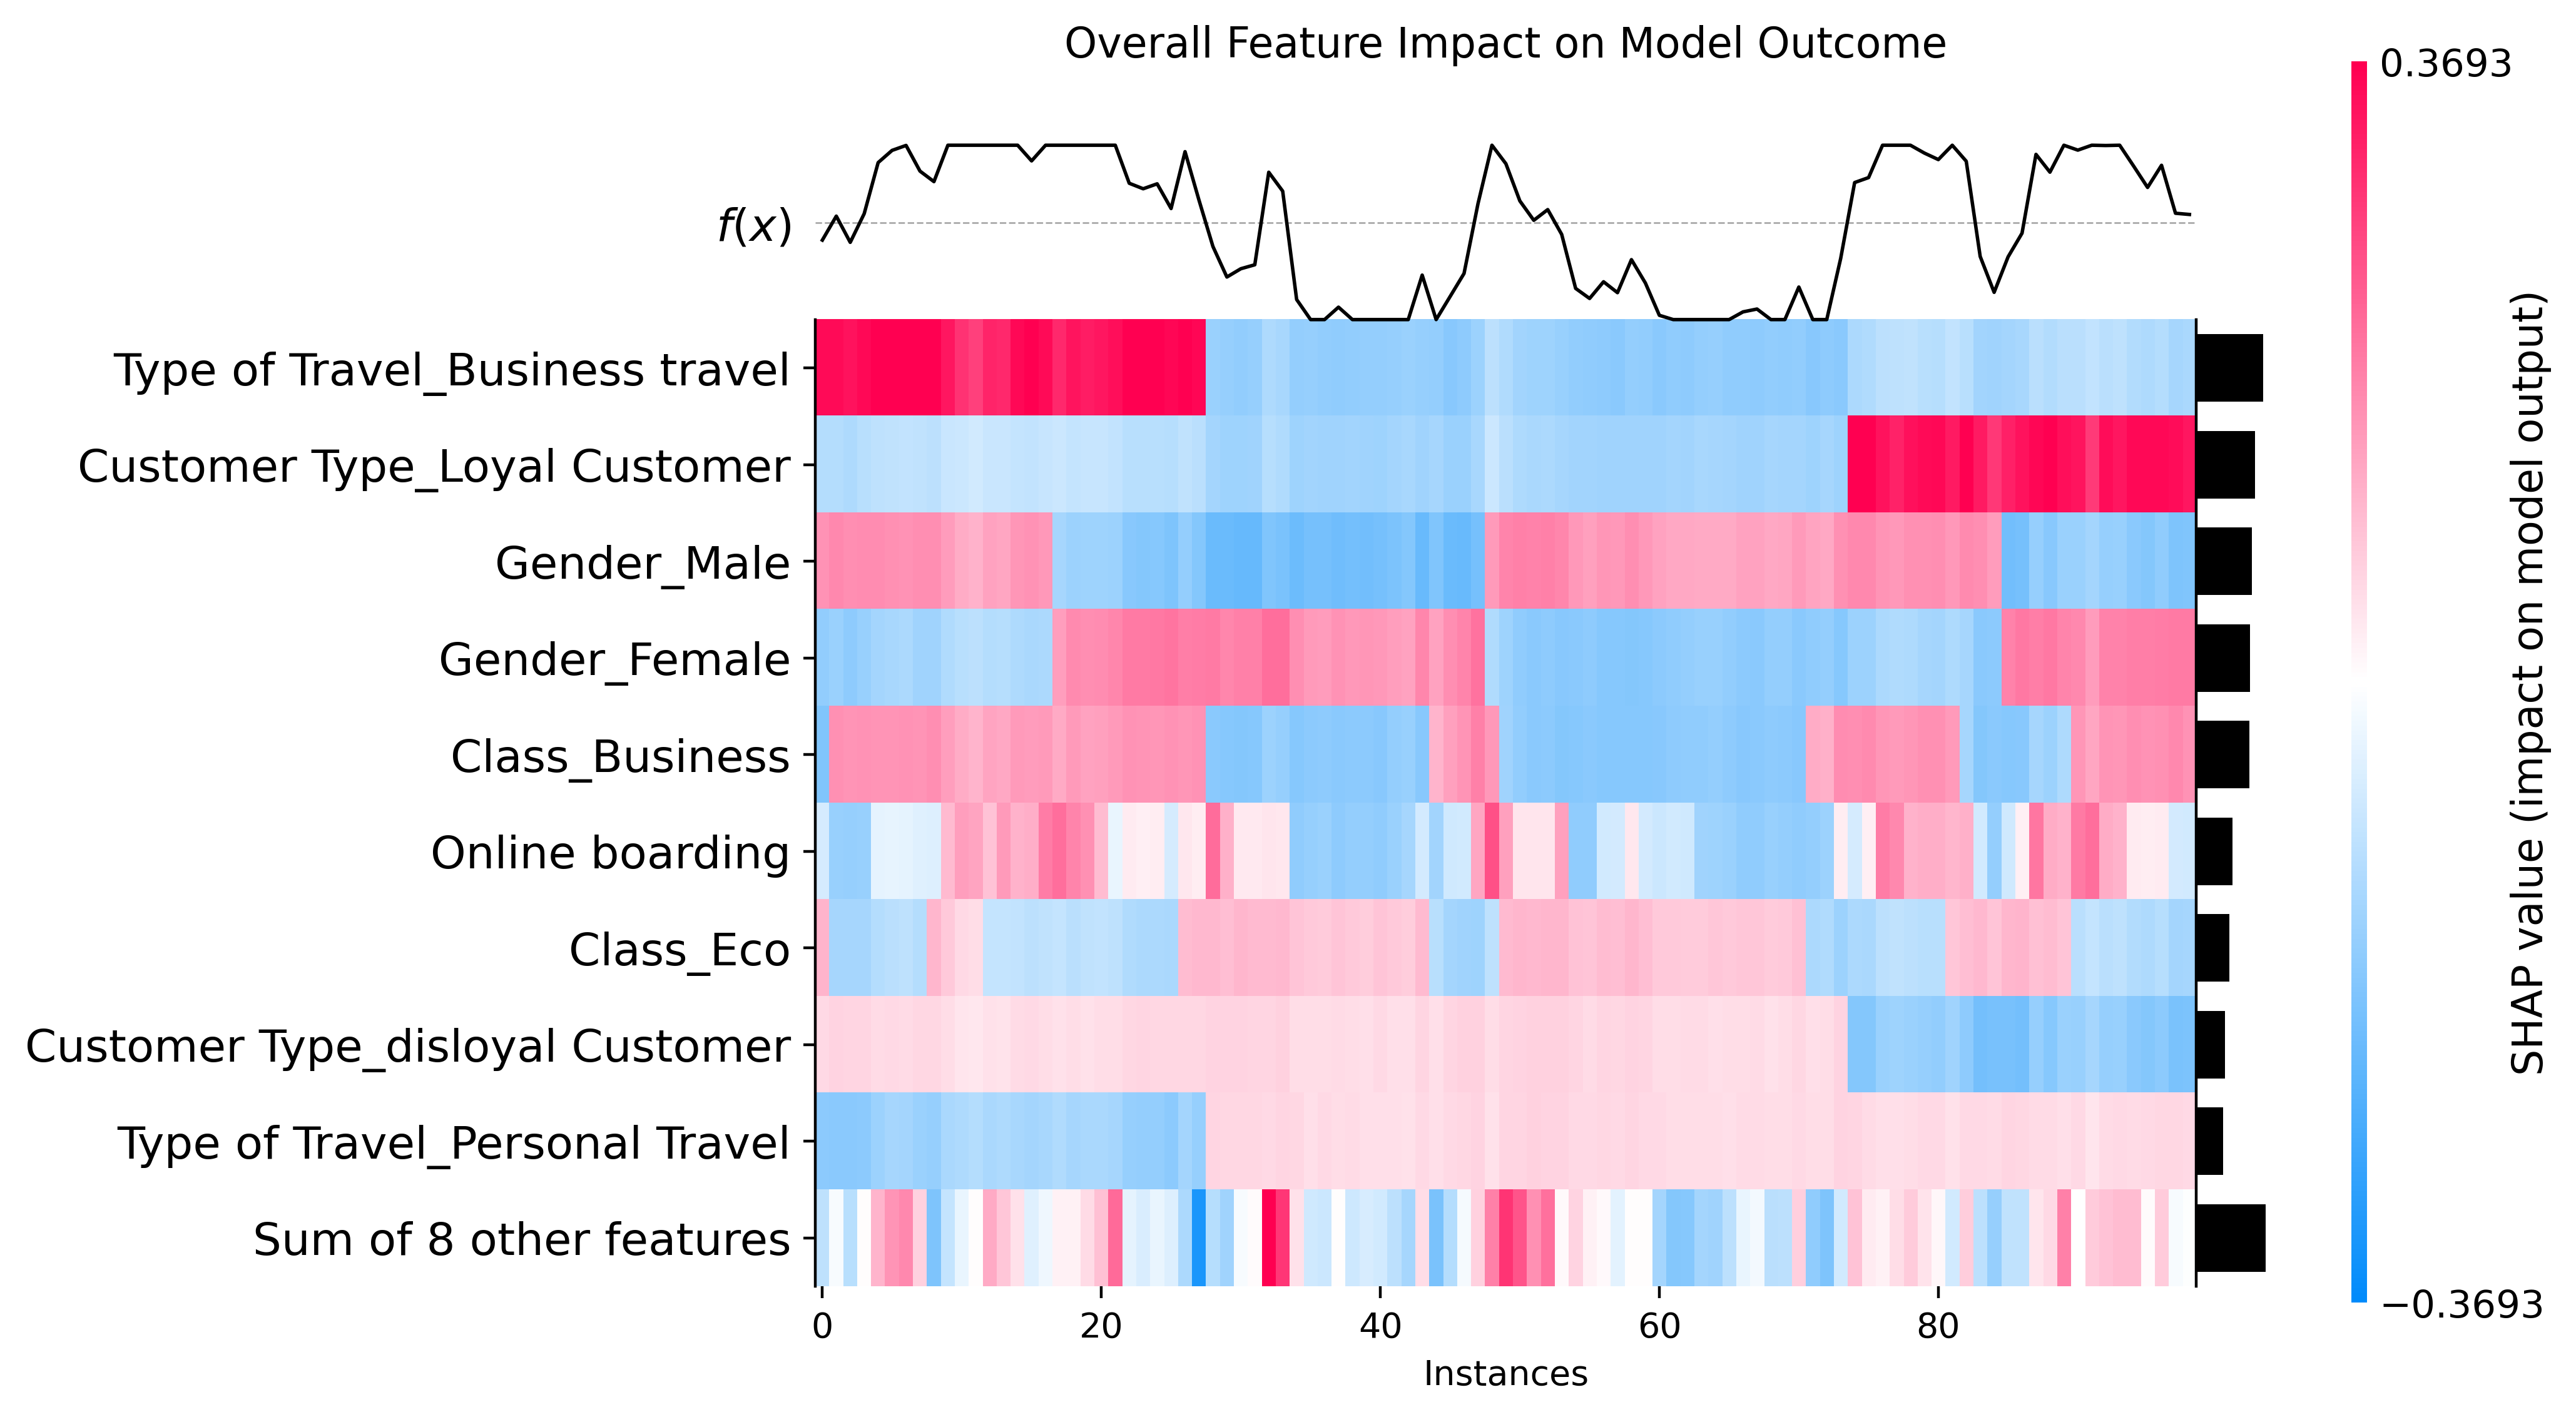 Overall Feature Impact on Model Outcome
0.3693
f(x)
Type of Travel_Business travel
Customer Type_Loyal Customer
Gender_Male
Gender_Female
Class_Business
Online boarding
Class_Eco
Customer Type_disloyal Customer
Type of Travel_Personal Travel
Sum of 8 other features
SHAP value (impact on model output)
−0.3693
0 20 40 60 80
Instances